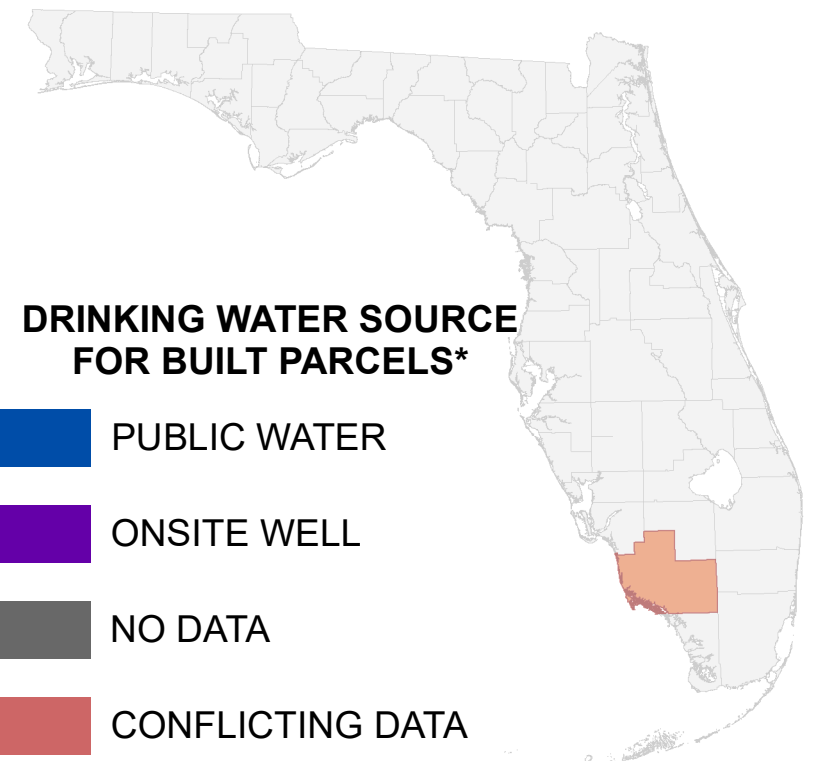 DRINKING WATER SOURCE
FOR BUILT PARCELS*
PUBLIC WATER
ONSITE WELL
NO DATA
CONFLICTING DATA